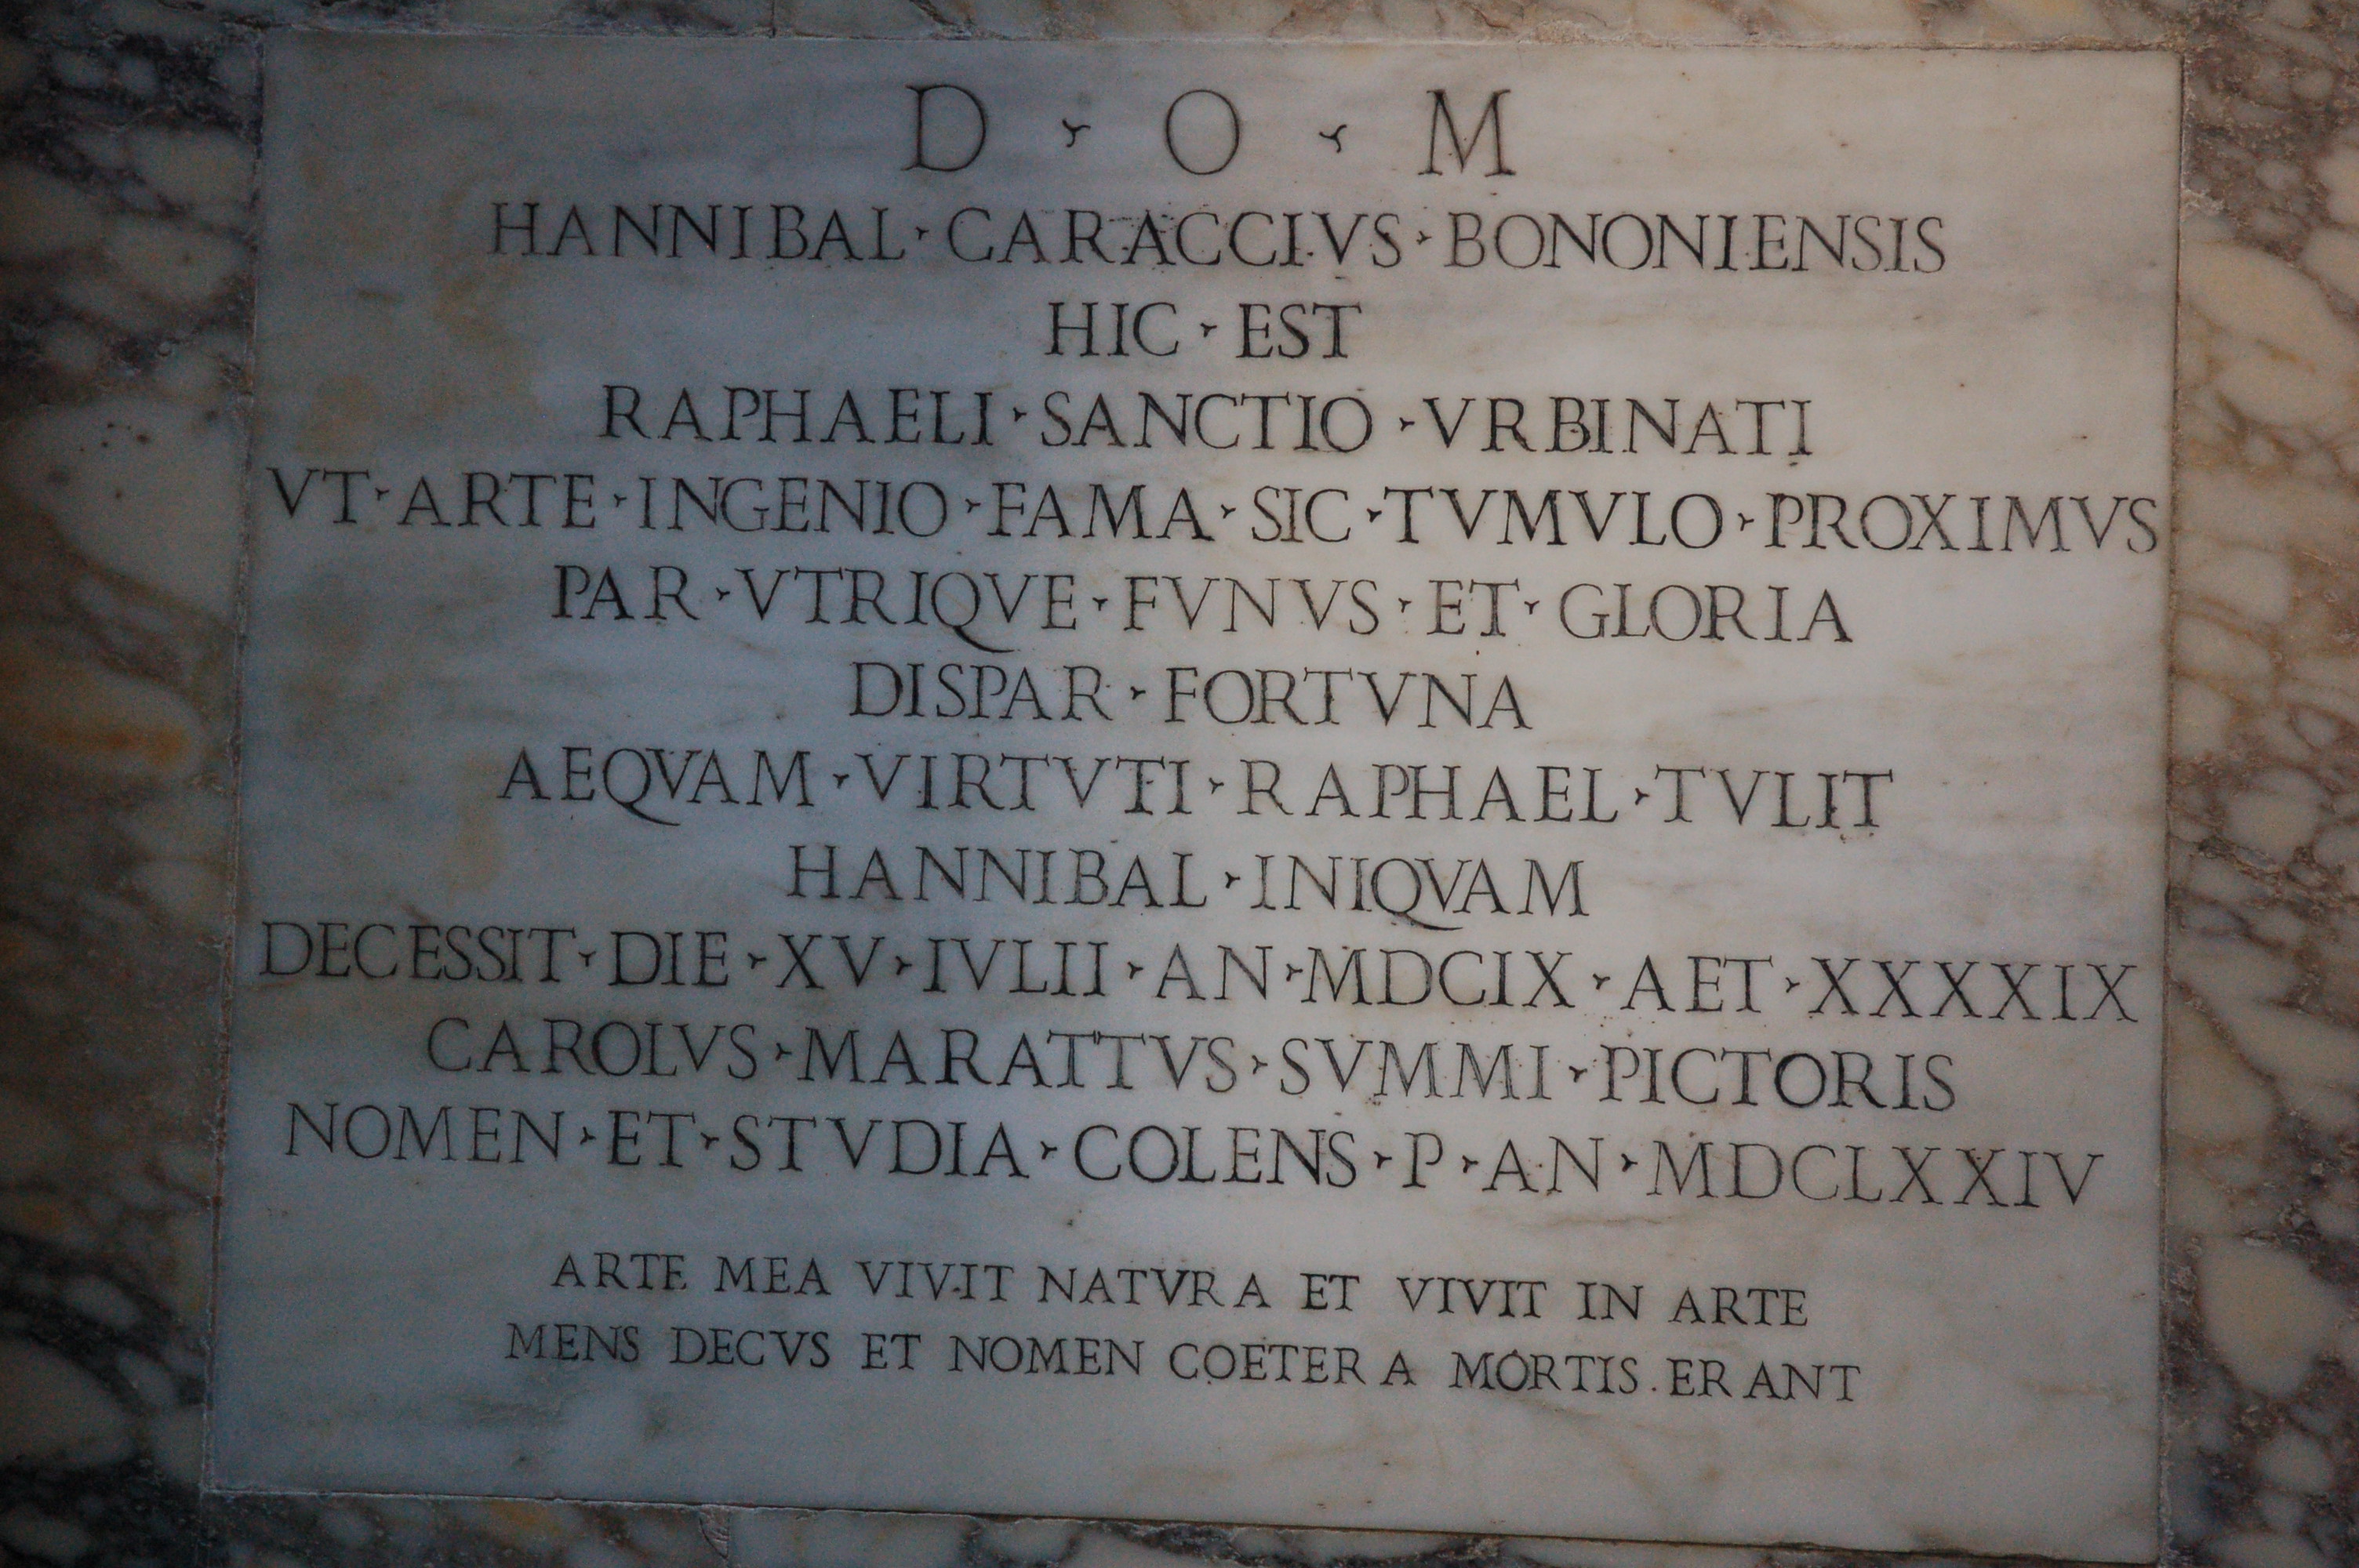 D · O · M
HANNIBAL · CARACCIVS · BONONIENSIS
HIC · EST
RAPHAELI · SANCTIO · VRBINATI
VT · ARTE · INGENIO · FAMA · SIC · TVMVLO · PROXIMVS
PAR · VTRIQVE · FVNVS · ET · GLORIA
DISPAR · FORTVNA
AEQVAM · VIRTVTI · RAPHAEL · TVLIT
HANNIBAL · INIQVAM
DECESSIT · DIE · XV · IVLII · AN · MDCIX · AET · XXXXIX
CAROLVS · MARATTVS · SVMMI · PICTORIS
NOMEN · ET · STVDIA · COLENS · P · AN · MDCLXXIV
ARTE MEA VIVIT NATVRA ET VIVIT IN ARTE
MENS DECVS ET NOMEN COETERA MORTIS . ERANT